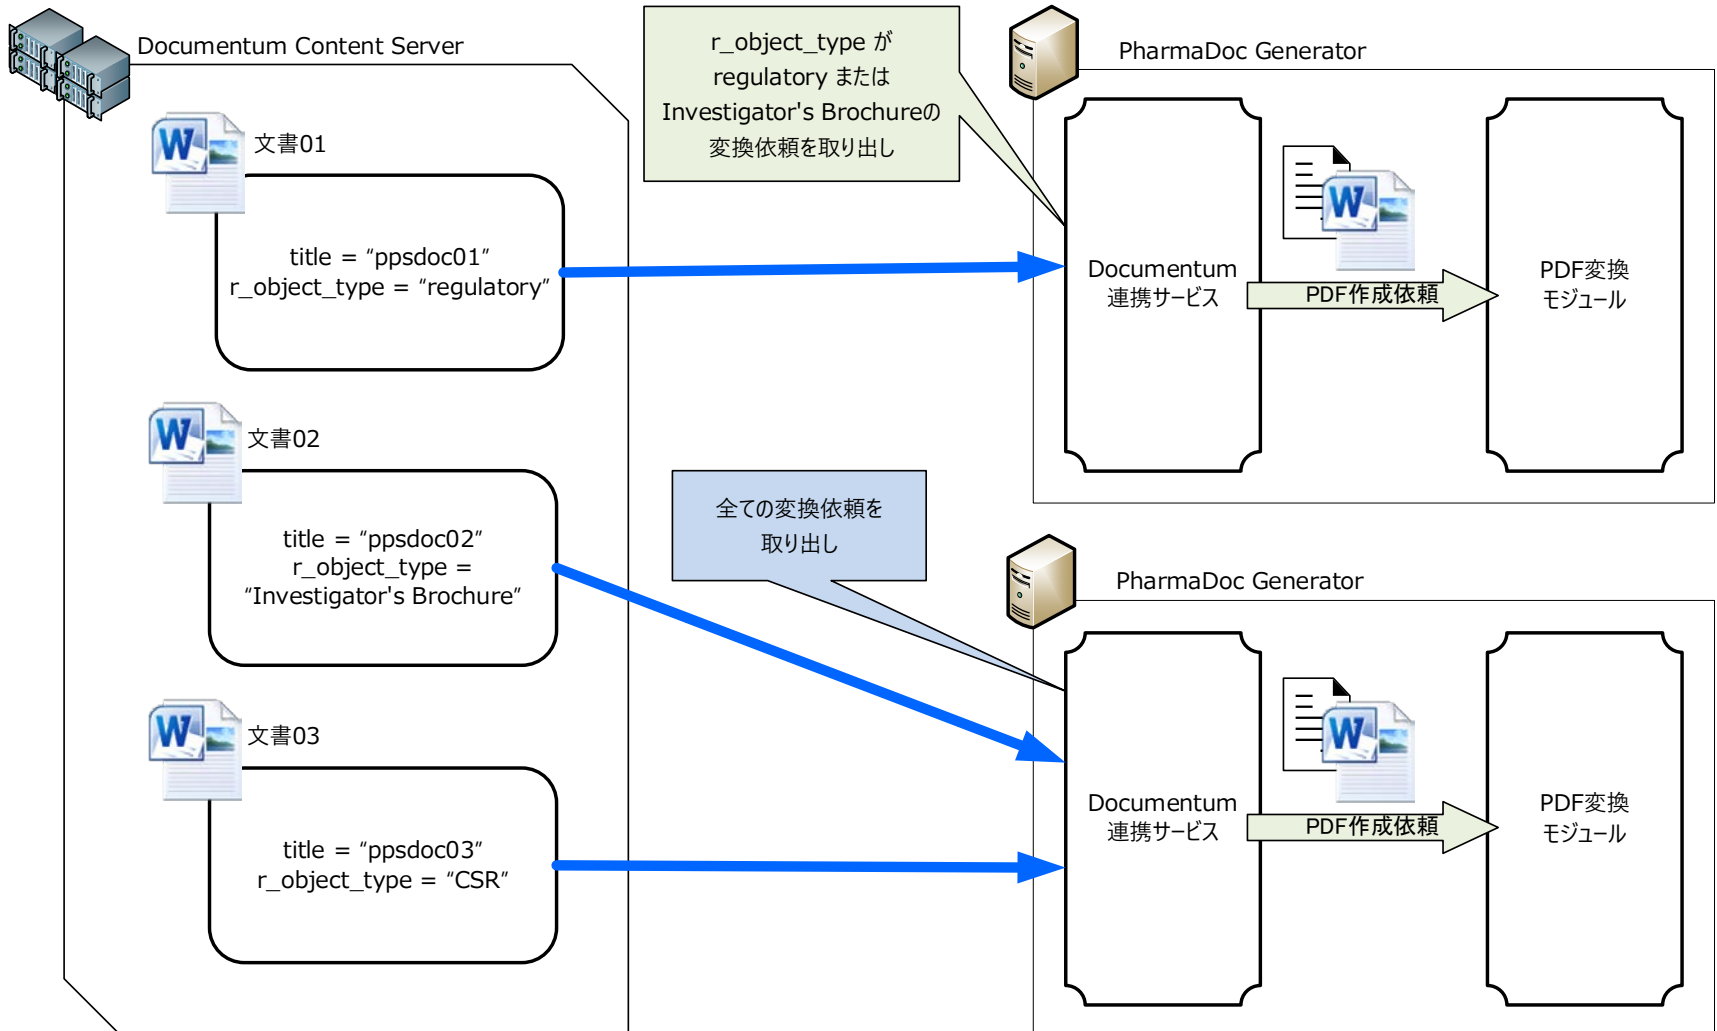 Documentum Content Server
文書01
title = “ppsdoc01”
r_object_type = “regulatory”
文書02
title = “ppsdoc02”
r_object_type =
“Investigator's Brochure”
文書03
title = “ppsdoc03”
r_object_type = “CSR”
r_object_type が
regulatory または
Investigator's Brochureの
変換依頼を取り出し
全ての変換依頼を
取り出し
PharmaDoc Generator
Documentum
連携サービス
PDF作成依頼
PDF変換
モジュール
PharmaDoc Generator
Documentum
連携サービス
PDF作成依頼
PDF変換
モジュール